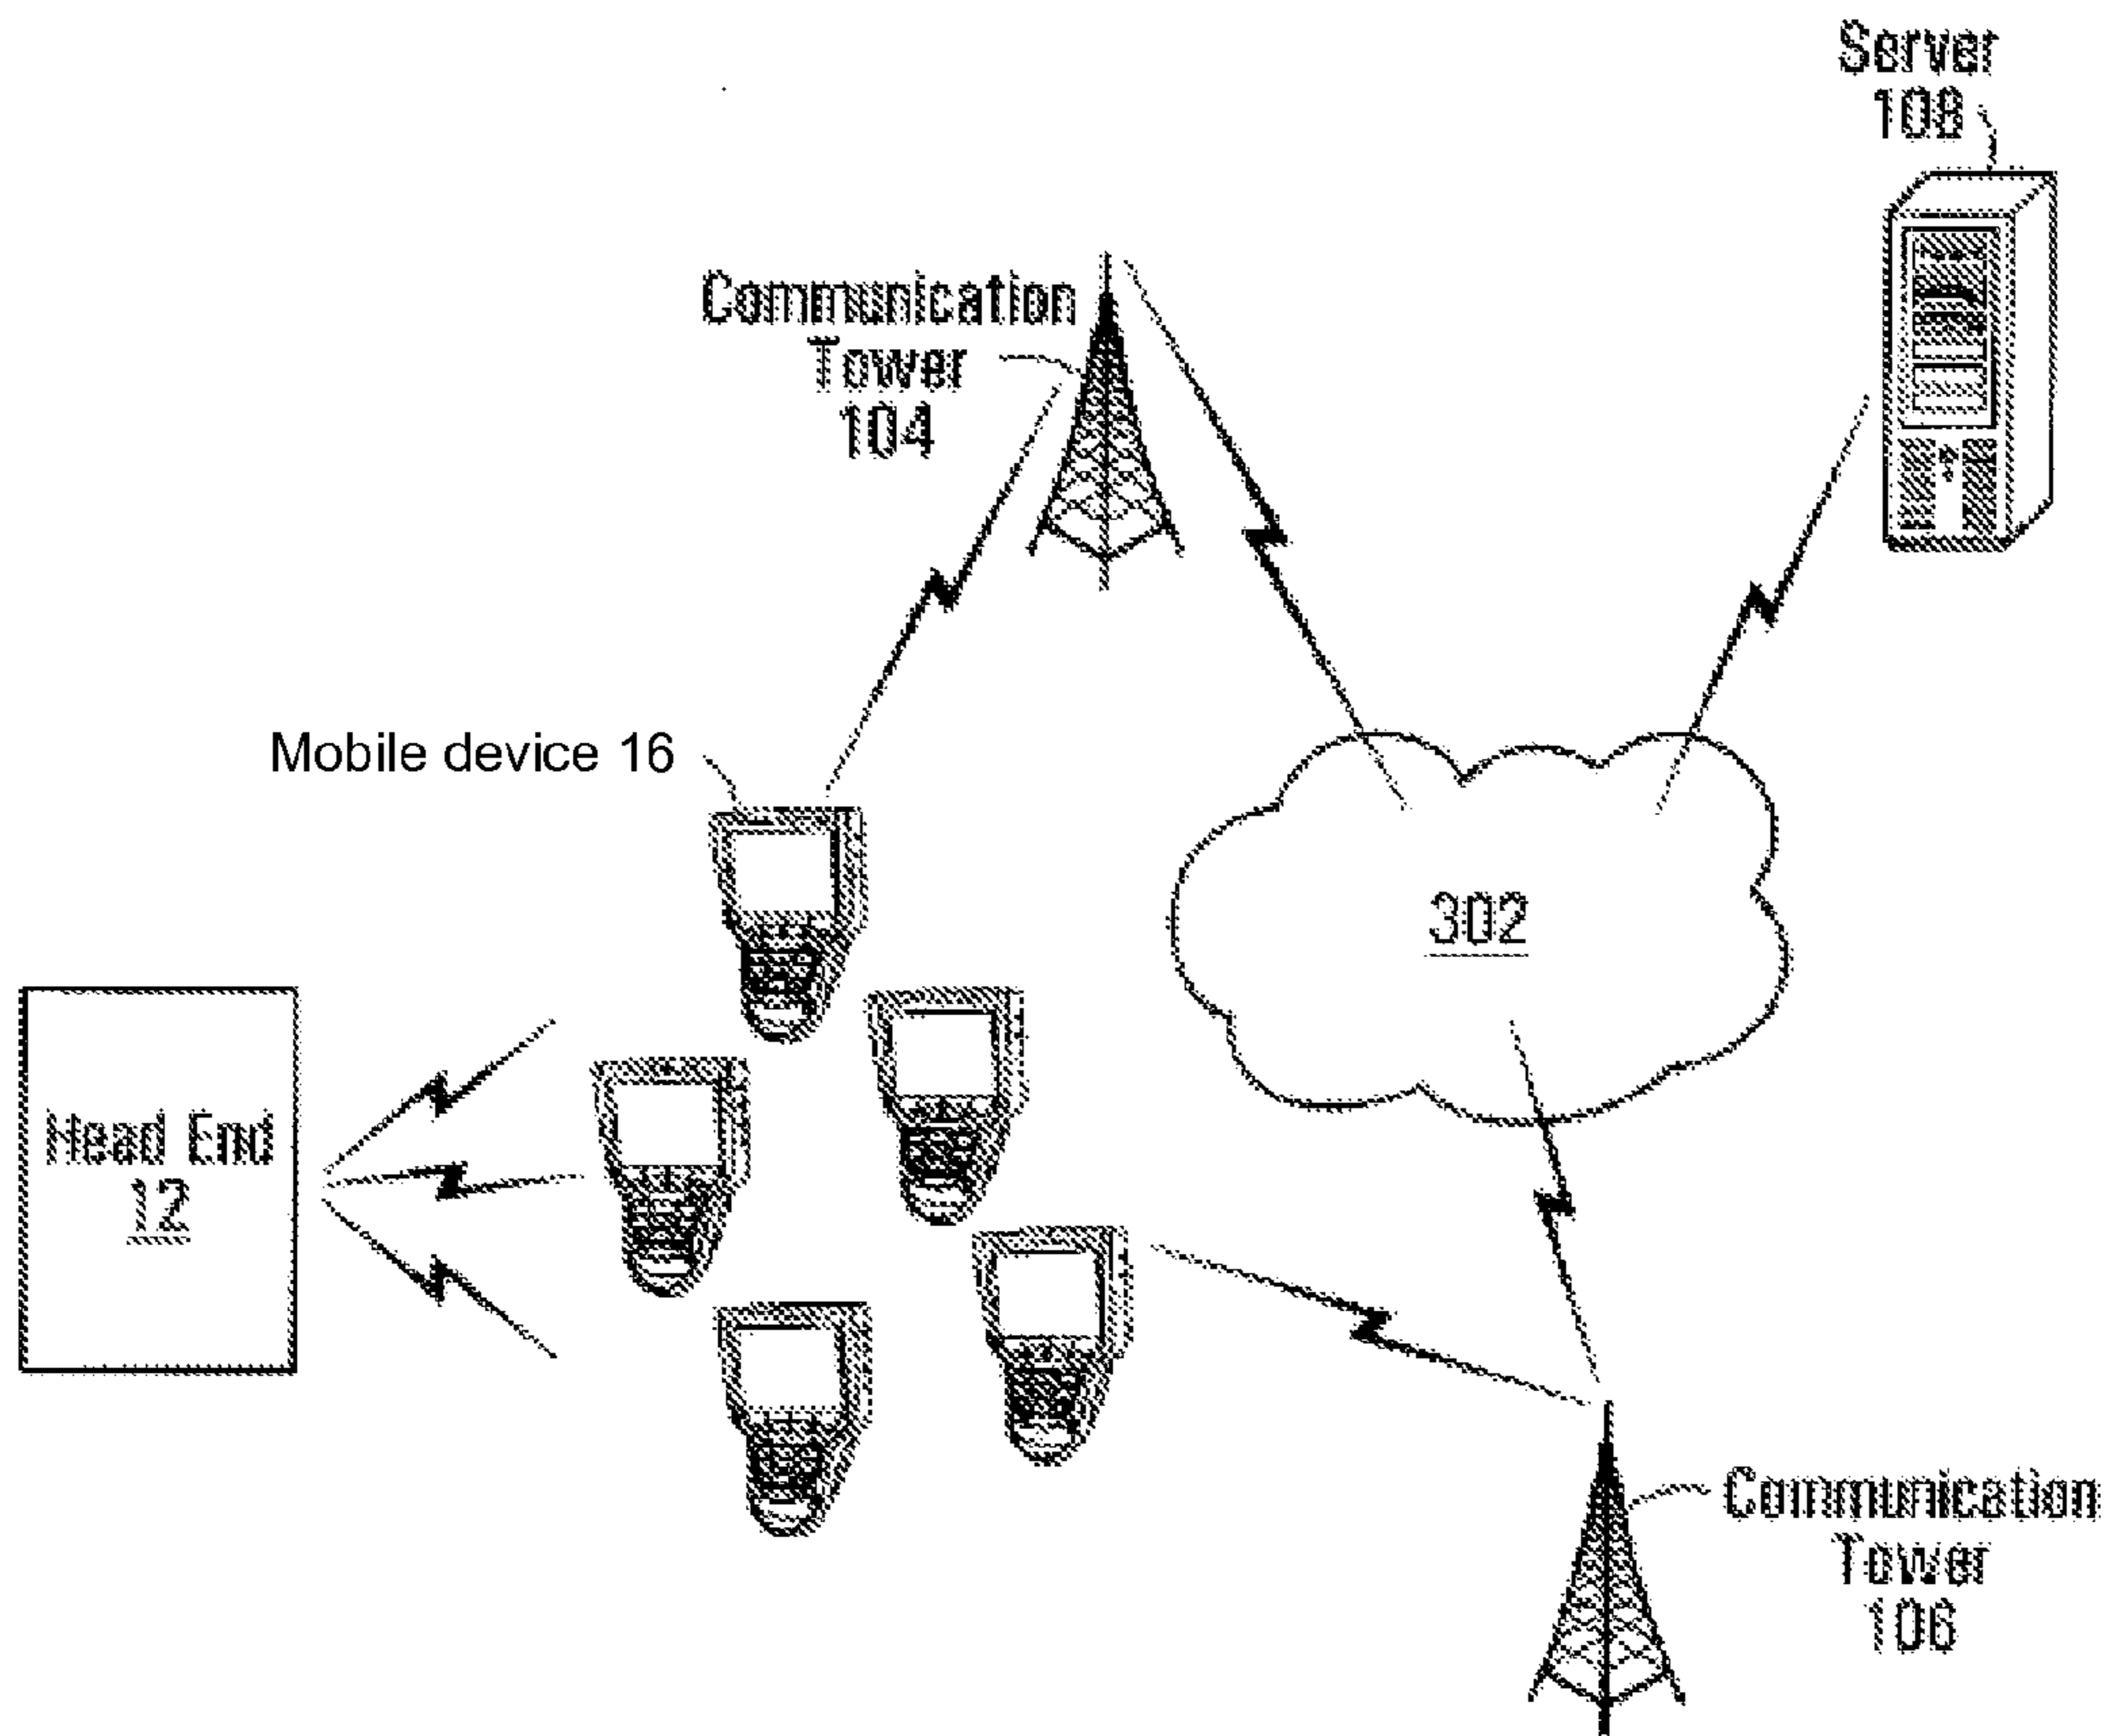 Server
108
Communication
Tower
104
Mobile device 16
302
Head End
12
Communication
Tower
106